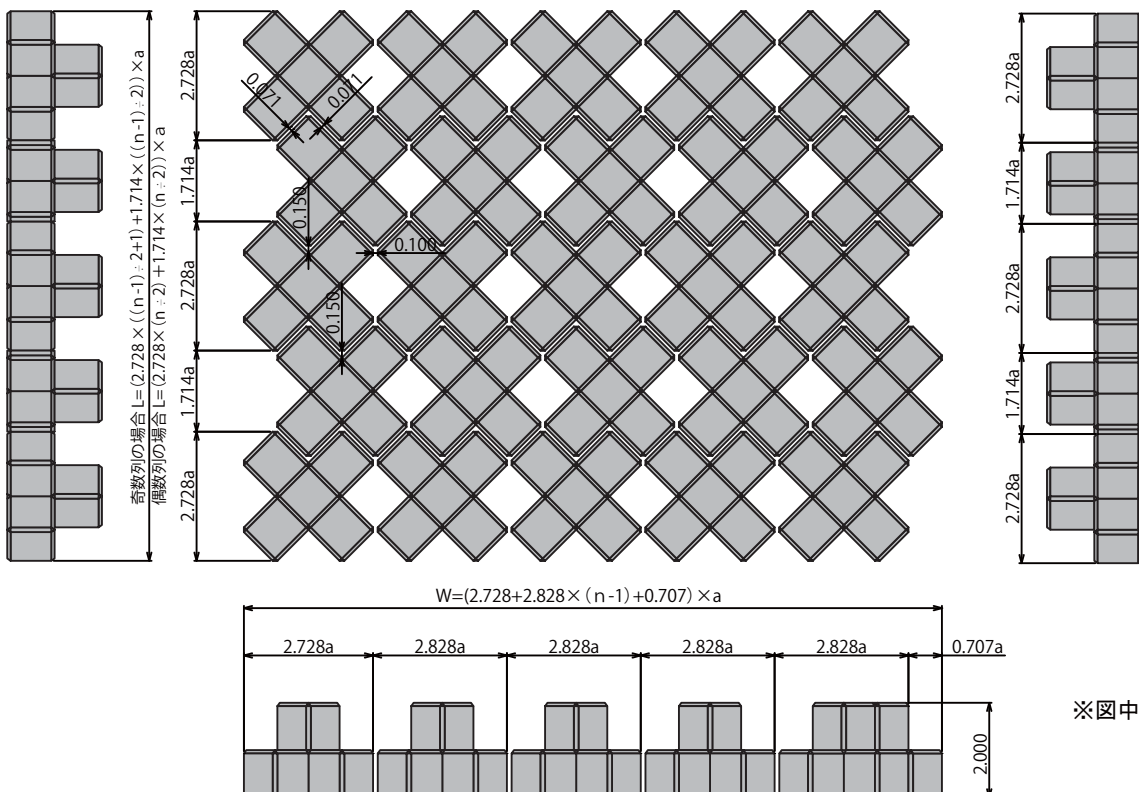 奇数列の場合 L=(2.728×((n-1)÷2+1)+1.714×((n-1)÷2))×a
偶数列の場合 L=(2.728×(n÷2)+1.714×(n÷2))×a
2.728a
1.714a
2.728a
1.714a
2.728a
0.071
0.071
0.150
0.100
0.150
2.728a
1.714a
2.728a
1.714a
2.728a
W=(2.728+2.828×(n-1)+0.707)×a
2.728a
2.828a
2.828a
2.828a
2.828a
0.707a
2.000
※図中